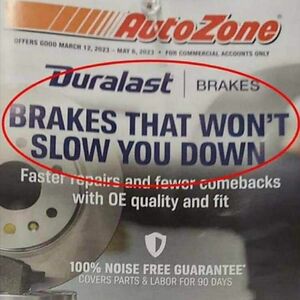 AutoZone
OFFERS GOOD MARCH 12, 2023 - MAY 6, 2023 • FOR COMMERCIAL ACCOUNTS ONLY
Duralast | BRAKES
BRAKES THAT WON'T
SLOW YOU DOWN
Faster repairs and fewer comebacks
with OE quality and fit
100% NOISE FREE GUARANTEE*
COVERS PARTS & LABOR FOR 90 DAYS